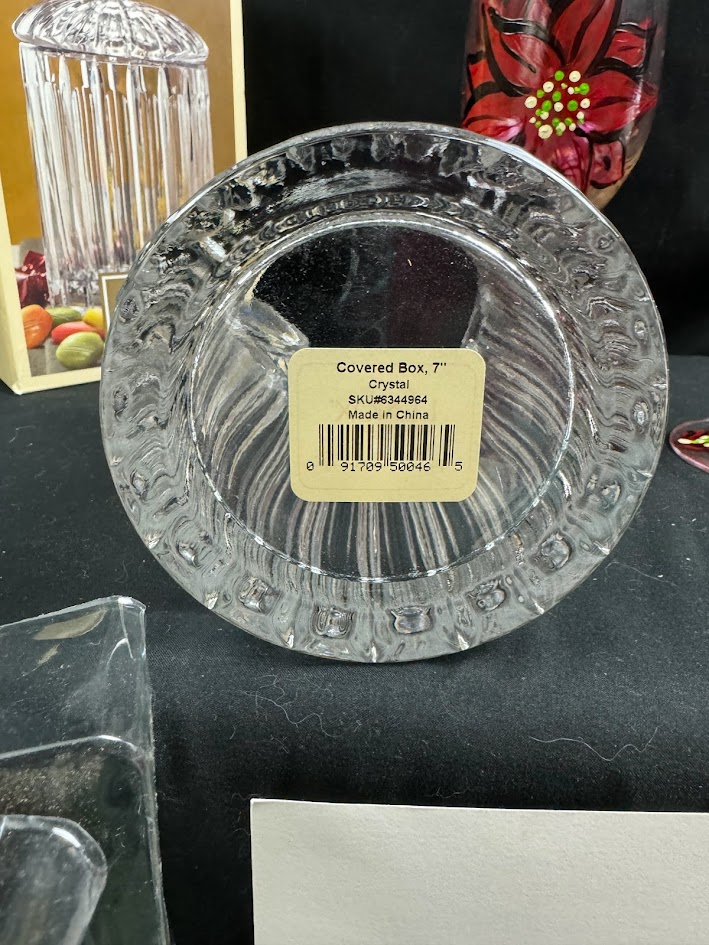 Covered Box, 7"
Crystal
SKU#6344964
Made in China
0 91709 50046 5